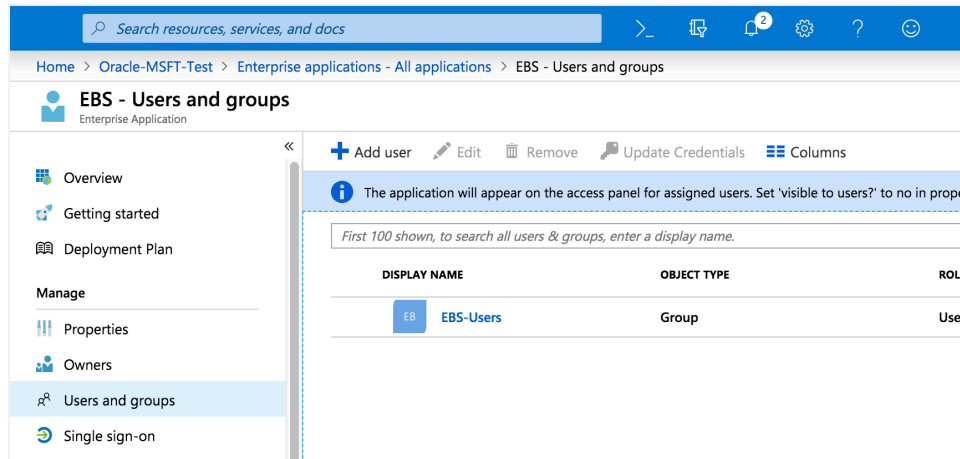 Search resources, services, and docs
2
Home > Oracle-MSFT-Test > Enterprise applications - All applications > EBS - Users and groups
EBS - Users and groups
Enterprise Application
Add user Edit Remove Update Credentials Columns
Overview
Getting started
Deployment Plan
Manage
Properties
Owners
Users and groups
Single sign-on
The application will appear on the access panel for assigned users. Set 'visible to users?' to no in prope
First 100 shown, to search all users & groups, enter a display name.
DISPLAY NAME OBJECT TYPE ROL
EB EBS-Users Group Use